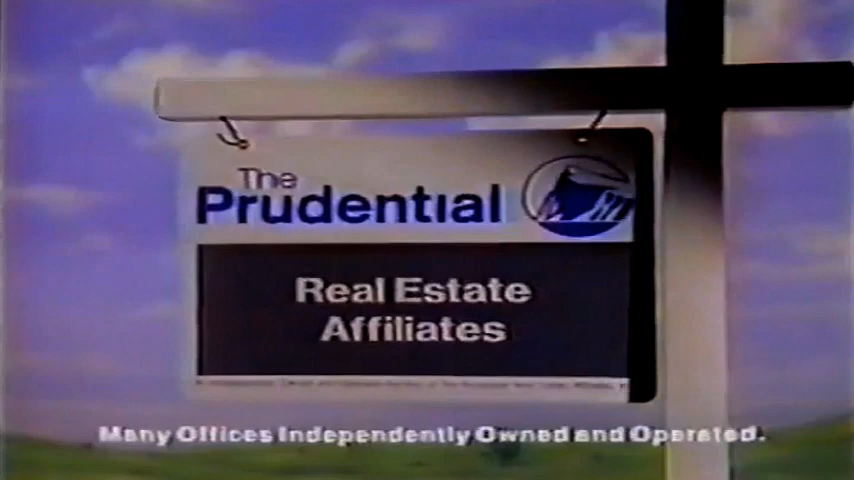 The
Prudential
Real Estate
Affiliates
Many Offices Independently Owned and Operated.